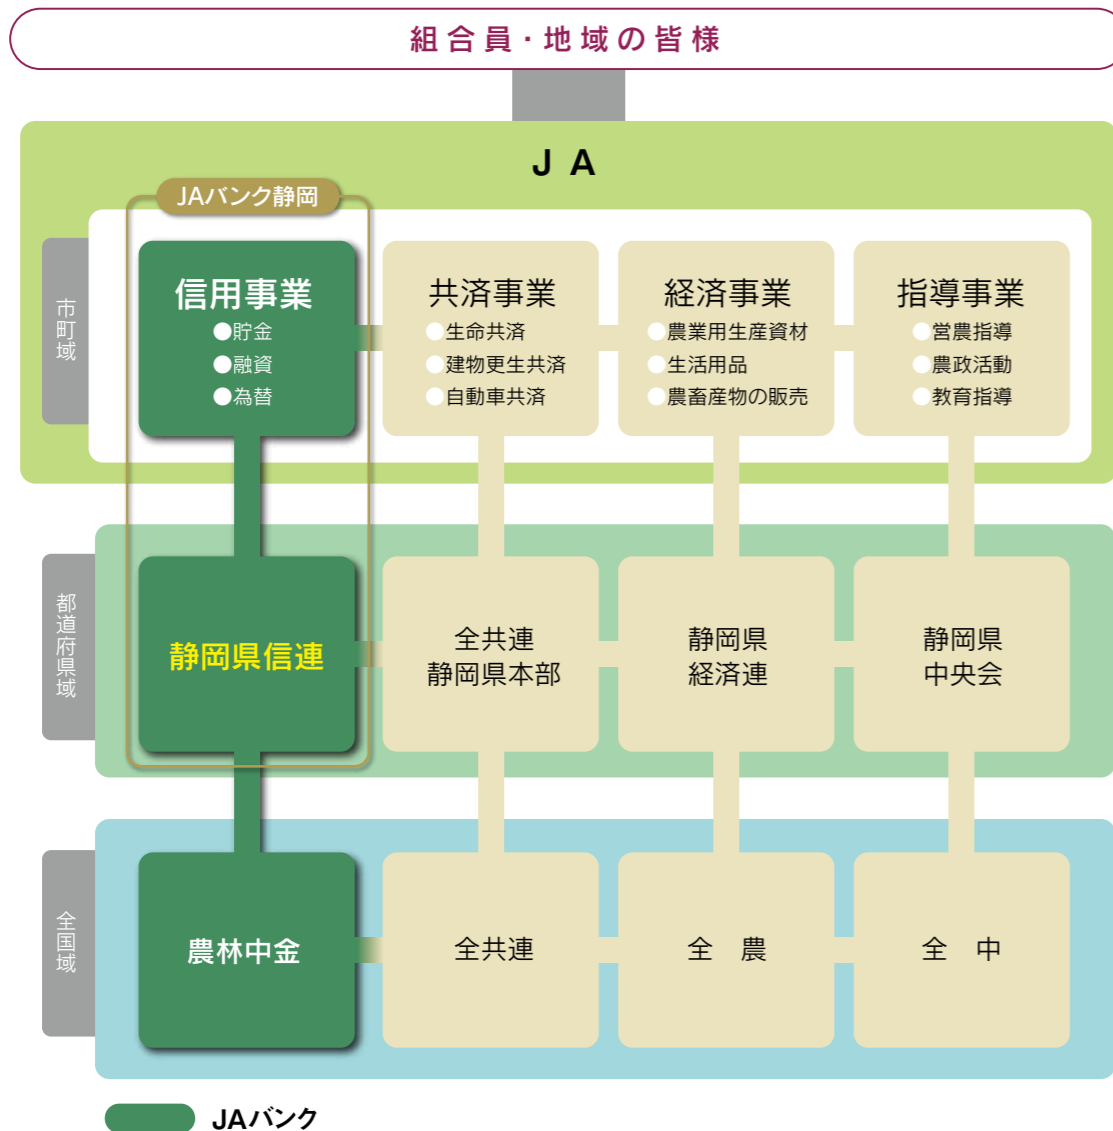 組合員・地域の皆様
JA
JAバンク静岡
市町域
信用事業
●貯金
●融資
●為替
共済事業
●生命共済
●建物更生共済
●自動車共済
経済事業
●農業用生産資材
●生活用品
●農畜産物の販売
指導事業
●営農指導
●農政活動
●教育指導
都道府県域
静岡県信連
全共連
静岡県本部
静岡県
経済連
静岡県
中央会
全国域
農林中金
全共連
全　農
全　中
JAバンク